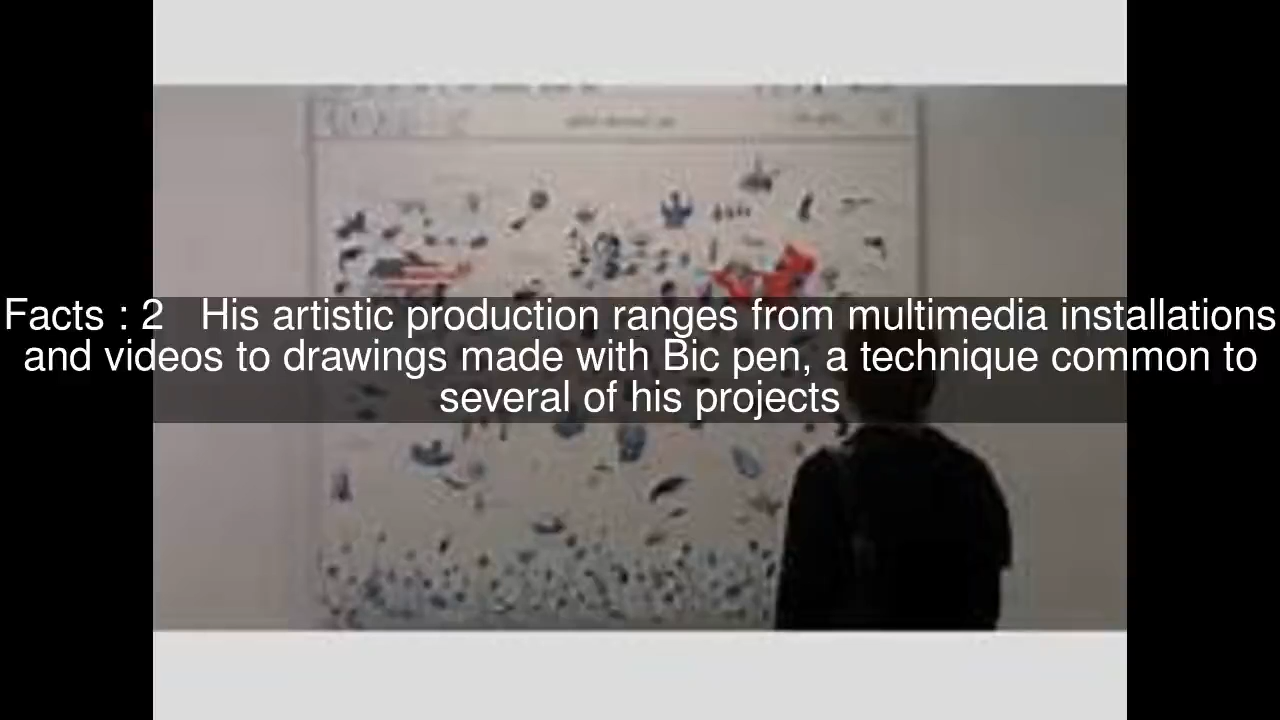 Facts : 2   His artistic production ranges from multimedia installations
and videos to drawings made with Bic pen, a technique common to
several of his projects